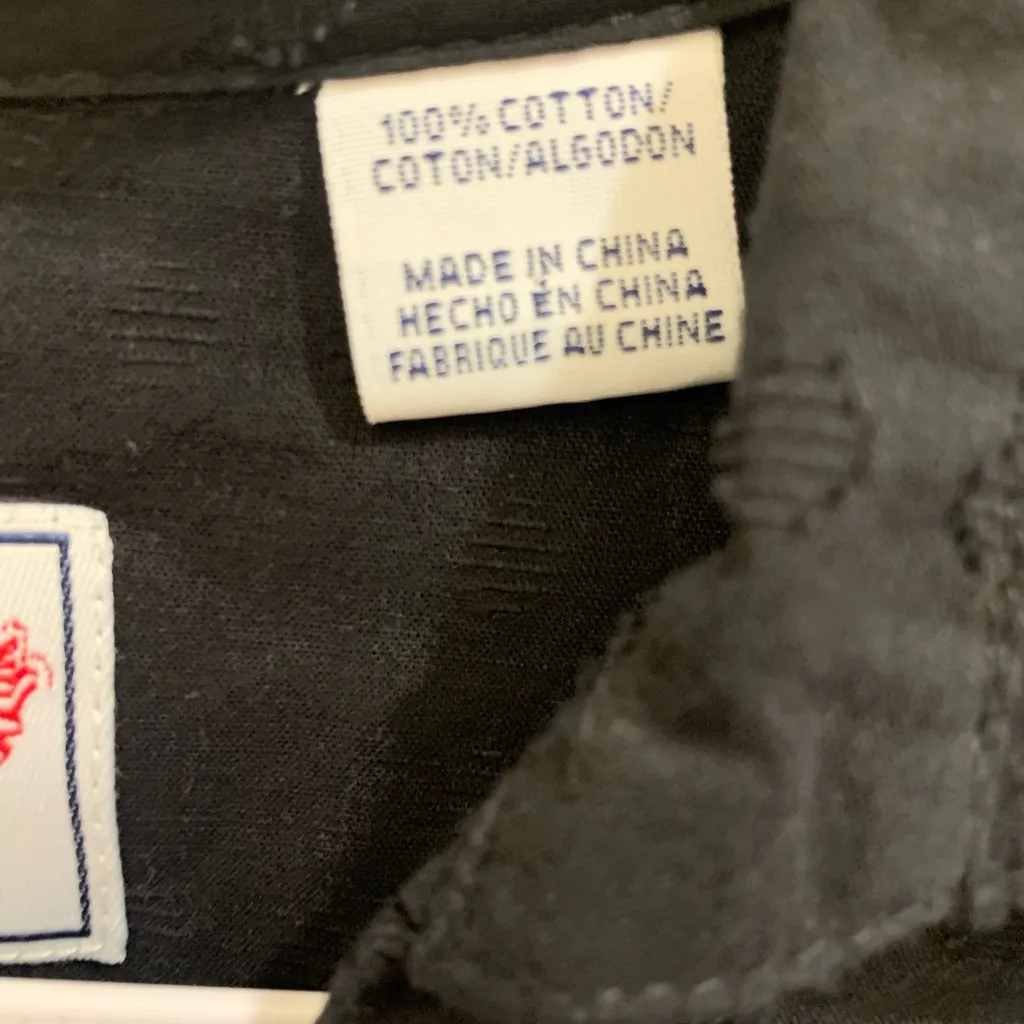 100% COTTON/
COTON/ALGODON
MADE IN CHINA
HECHO EN CHINA
FABRIQUE AU CHINE